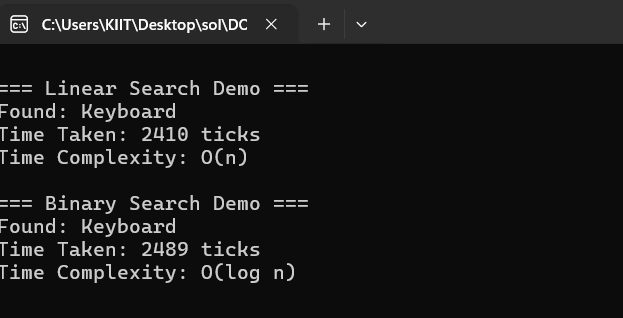 C:\Users\KIIT\Desktop\sol\DC
=== Linear Search Demo ===
Found: Keyboard
Time Taken: 2410 ticks
Time Complexity: O(n)
=== Binary Search Demo ===
Found: Keyboard
Time Taken: 2489 ticks
Time Complexity: O(log n)